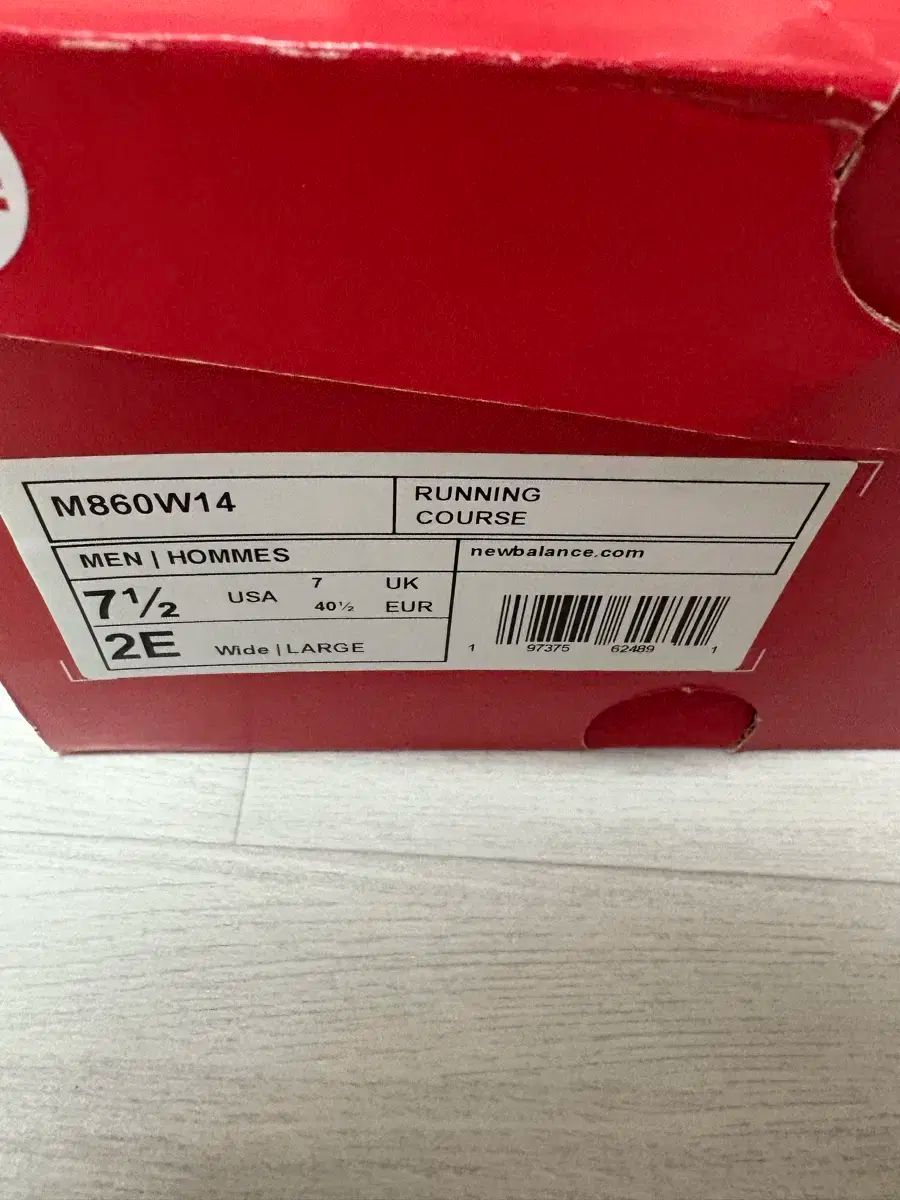 M860W14
RUNNING
COURSE
MEN | HOMMES
newbalance.com
7½ USA 7 UK
40½ EUR
2E Wide | LARGE
1 97375 62489 1